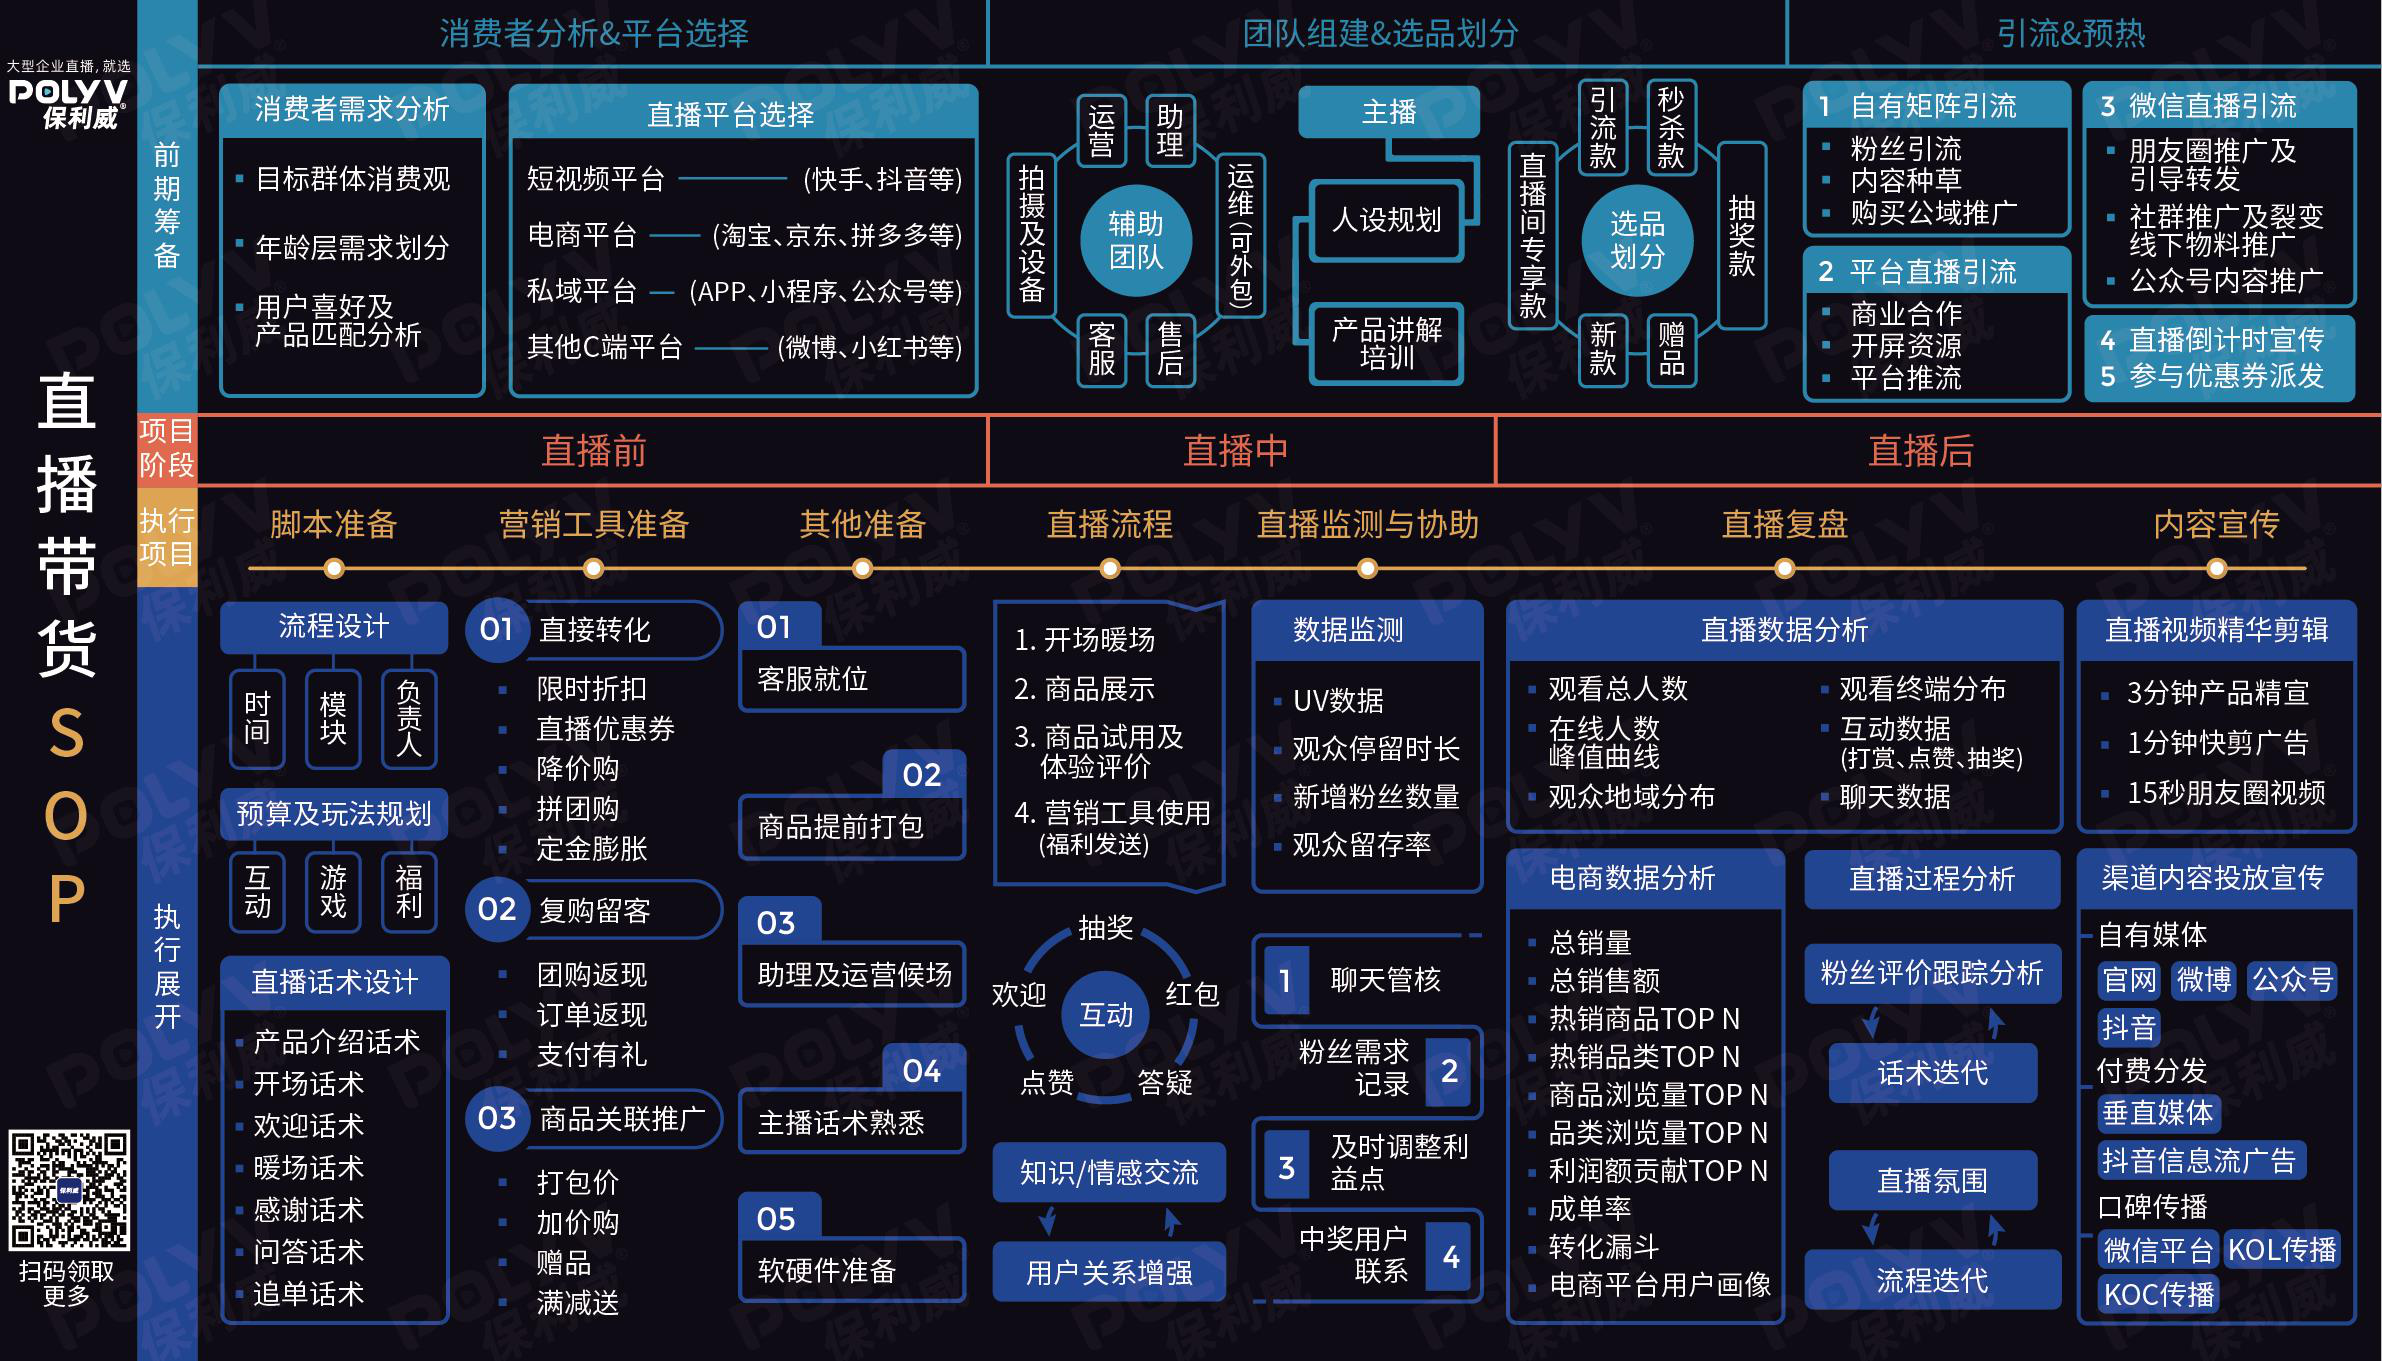 大型企业直播,就选
POLYV®
保利威
直播带货SOP
扫码领取
更多
前期筹备
消费者分析&平台选择
消费者需求分析
目标群体消费观
年龄层需求划分
用户喜好及
产品匹配分析
直播平台选择
短视频平台 (快手、抖音等)
电商平台 (淘宝、京东、拼多多等)
私域平台 (APP、小程序、公众号等)
其他C端平台 (微博、小红书等)
团队组建&选品划分
运营
助理
拍摄及设备
运维(可外包)
辅助
团队
客服
售后
主播
人设规划
产品讲解
培训
引流款
秒杀款
直播间专享款
抽奖款
选品
划分
新款
赠品
引流&预热
1 自有矩阵引流
粉丝引流
内容种草
购买公域推广
2 平台直播引流
商业合作
开屏资源
平台推流
3 微信直播引流
朋友圈推广及
引导转发
社群推广及裂变
线下物料推广
公众号内容推广
4 直播倒计时宣传
5 参与优惠券派发
项目
阶段
直播前
直播中
直播后
执行
项目
脚本准备
营销工具准备
其他准备
直播流程
直播监测与协助
直播复盘
内容宣传
执行展开
流程设计
时间
模块
负责人
预算及玩法规划
互动
游戏
福利
直播话术设计
产品介绍话术
开场话术
欢迎话术
暖场话术
感谢话术
问答话术
追单话术
01 直接转化
限时折扣
直播优惠券
降价购
拼团购
定金膨胀
02 复购留客
团购返现
订单返现
支付有礼
03 商品关联推广
打包价
加价购
赠品
满减送
01
客服就位
02
商品提前打包
03
助理及运营候场
04
主播话术熟悉
05
软硬件准备
1. 开场暖场
2. 商品展示
3. 商品试用及
体验评价
4. 营销工具使用
(福利发送)
抽奖
欢迎
红包
互动
点赞
答疑
知识/情感交流
用户关系增强
数据监测
UV数据
观众停留时长
新增粉丝数量
观众留存率
1 聊天管核
粉丝需求
记录 2
3 及时调整利
益点
中奖用户
联系 4
直播数据分析
观看总人数
在线人数
峰值曲线
观众地域分布
观看终端分布
互动数据
(打赏、点赞、抽奖)
聊天数据
电商数据分析
总销量
总销售额
热销商品TOP N
热销品类TOP N
商品浏览量TOP N
品类浏览量TOP N
利润额贡献TOP N
成单率
转化漏斗
电商平台用户画像
直播过程分析
粉丝评价跟踪分析
话术迭代
直播氛围
流程迭代
直播视频精华剪辑
3分钟产品精宣
1分钟快剪广告
15秒朋友圈视频
渠道内容投放宣传
自有媒体
官网 微博 公众号
抖音
付费分发
垂直媒体
抖音信息流广告
口碑传播
微信平台 KOL传播
KOC传播